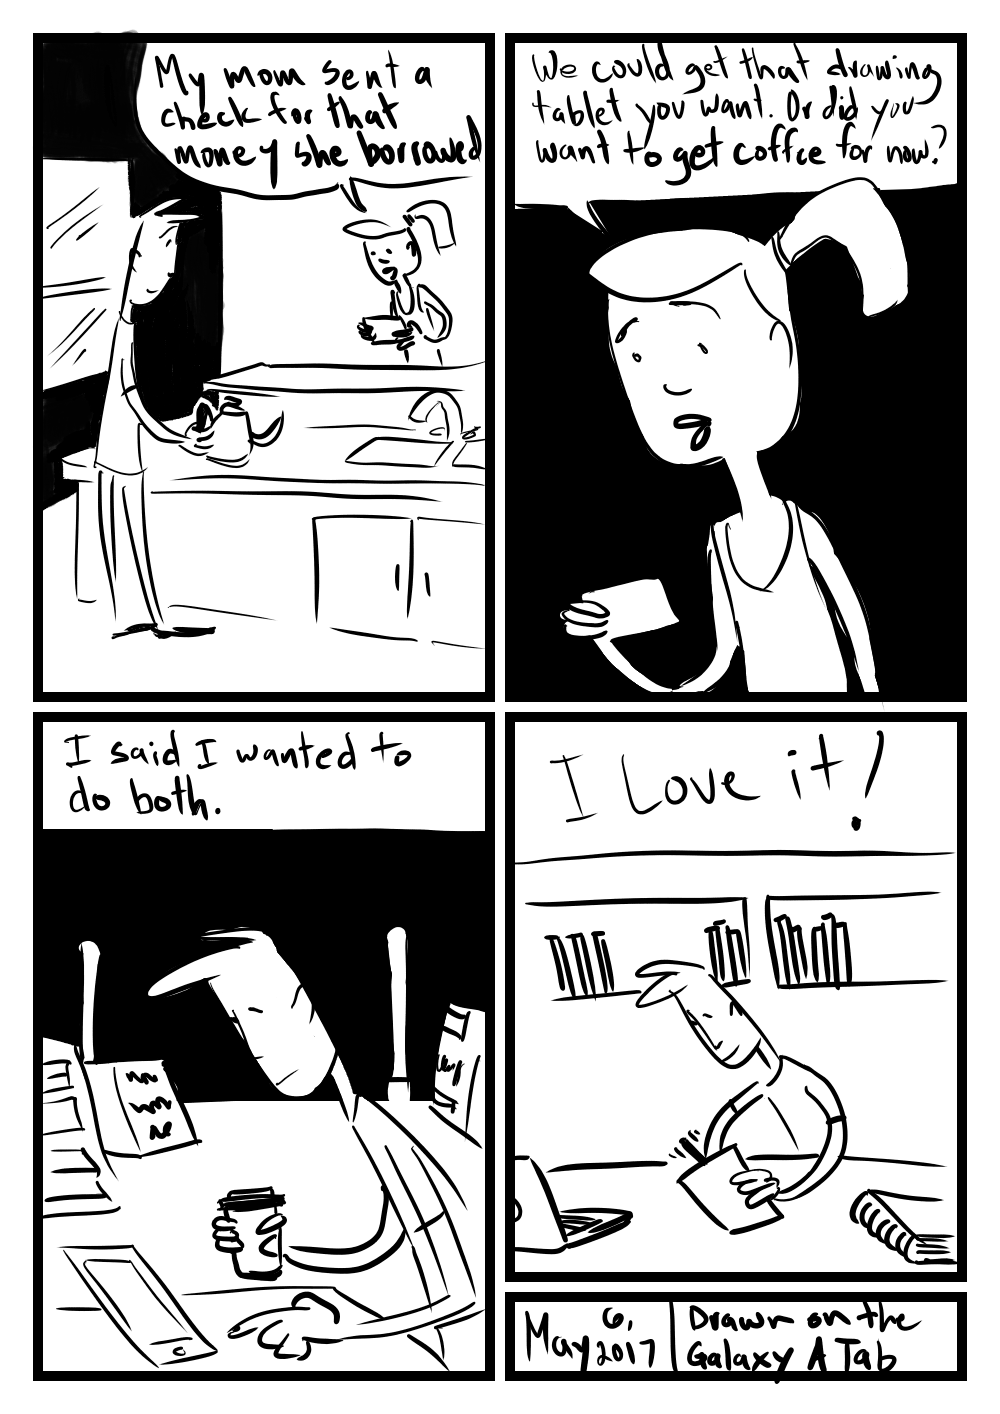 My mom sent a
check for that
money she borrowed
We could get that drawing
tablet you want. Or did you
want to get coffee for now?
I said I wanted to
do both.
I Love it!
May 6,
2017
Drawn on the
Galaxy A Tab